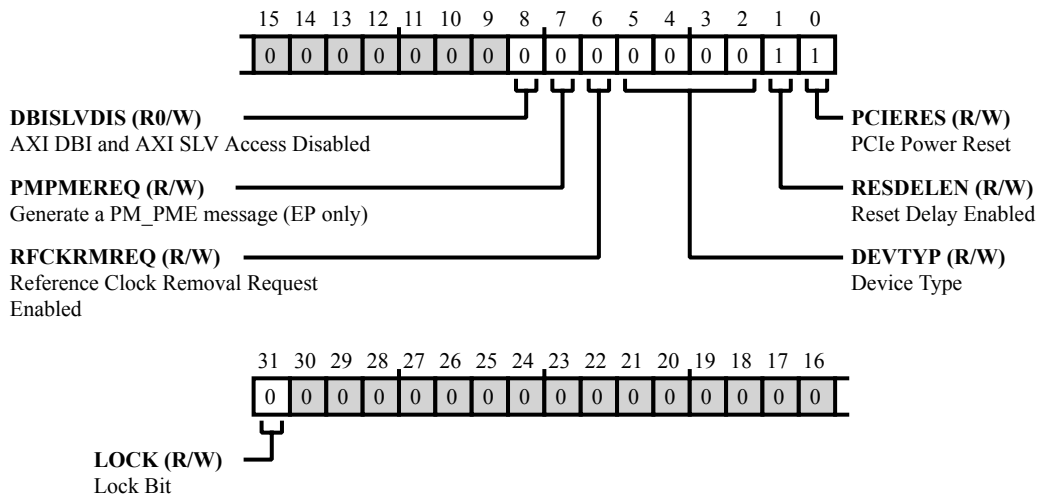 15 14 13 12 11 10 9 8 7 6 5 4 3 2 1 0
0 0 0 0 0 0 0 0 0 0 0 0 0 0 1 1
DBISLVDIS (R0/W)
AXI DBI and AXI SLV Access Disabled
PCIERES (R/W)
PCIe Power Reset
PMPMEREQ (R/W)
Generate a PM_PME message (EP only)
RESDELEN (R/W)
Reset Delay Enabled
RFCKRMREQ (R/W)
Reference Clock Removal Request
Enabled
DEVTYP (R/W)
Device Type
31 30 29 28 27 26 25 24 23 22 21 20 19 18 17 16
0 0 0 0 0 0 0 0 0 0 0 0 0 0 0 0
LOCK (R/W)
Lock Bit